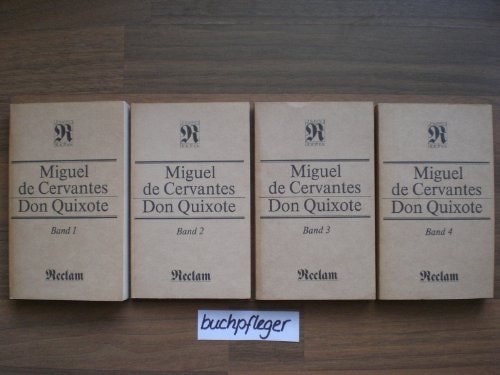 R
Miguel
de Cervantes
Don Quixote
Band 1
Reclam
R
Miguel
de Cervantes
Don Quixote
Band 2
Reclam
R
Miguel
de Cervantes
Don Quixote
Band 3
Reclam
R
Miguel
de Cervantes
Don Quixote
Band 4
Reclam
buchpfleger